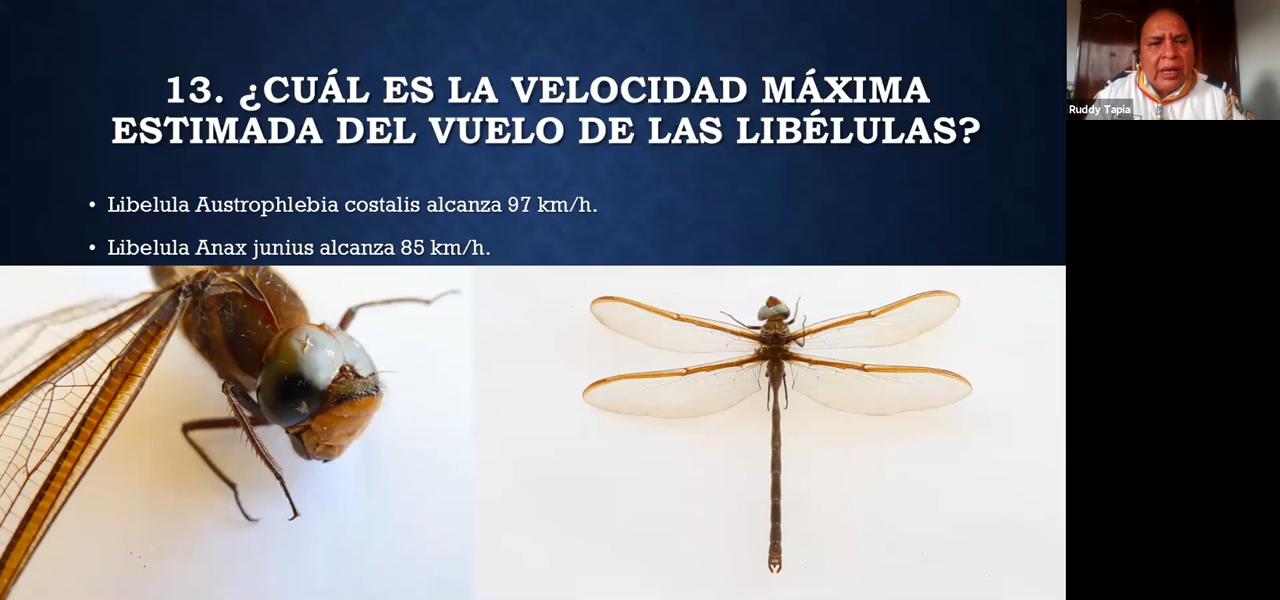 13. ¿CUÁL ES LA VELOCIDAD MÁXIMA
ESTIMADA DEL VUELO DE LAS LIBÉLULAS?
• Libelula Austrophlebia costalis alcanza 97 km/h.
• Libelula Anax junius alcanza 85 km/h.
Ruddy Tapia